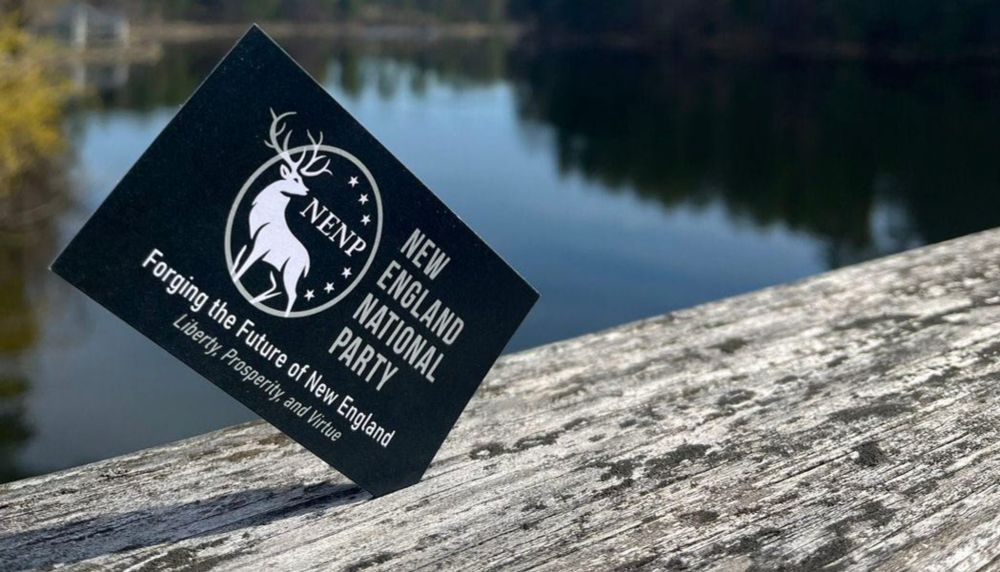 NENP
NEW
ENGLAND
NATIONAL
PARTY
Forging the Future of New England
Liberty, Prosperity, and Virtue